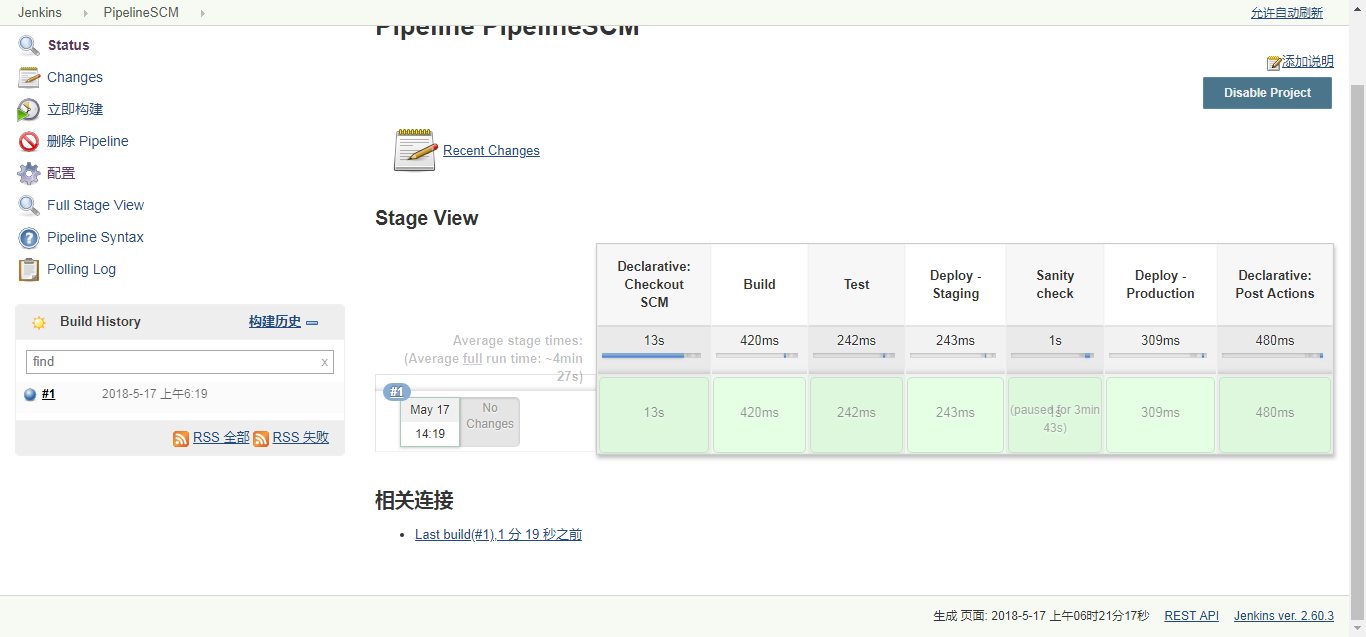 Jenkins PipelineSCM 允许自动刷新
Status
Changes
立即构建
删除 Pipeline
配置
Full Stage View
Pipeline Syntax
Polling Log
Build History 构建历史
find x
#1 2018-5-17 上午6:19
RSS 全部 RSS 失败
Pipeline PipelineSCM
添加说明
Disable Project
Recent Changes
Stage View
Declarative: Checkout SCM
Build
Test
Deploy - Staging
Sanity check
Deploy - Production
Declarative: Post Actions
Average stage times:
(Average full run time: ~4min
27s)
13s 420ms 242ms 243ms 1s 309ms 480ms
#1
May 17
14:19
No
Changes
13s 420ms 242ms 243ms 1s 309ms 480ms
(paused for 3min
43s)
相关连接
Last build(#1),1 分 19 秒之前
生成 页面: 2018-5-17 上午06时21分17秒 REST API Jenkins ver. 2.60.3